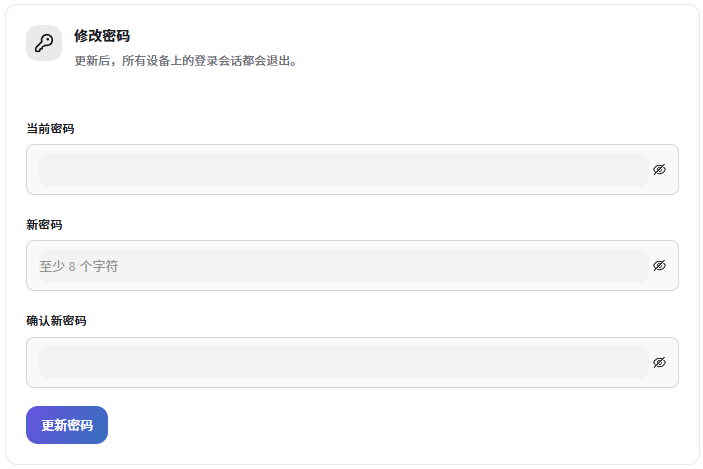 修改密码
更新后，所有设备上的登录会话都会退出。
当前密码
新密码
至少 8 个字符
确认新密码
更新密码